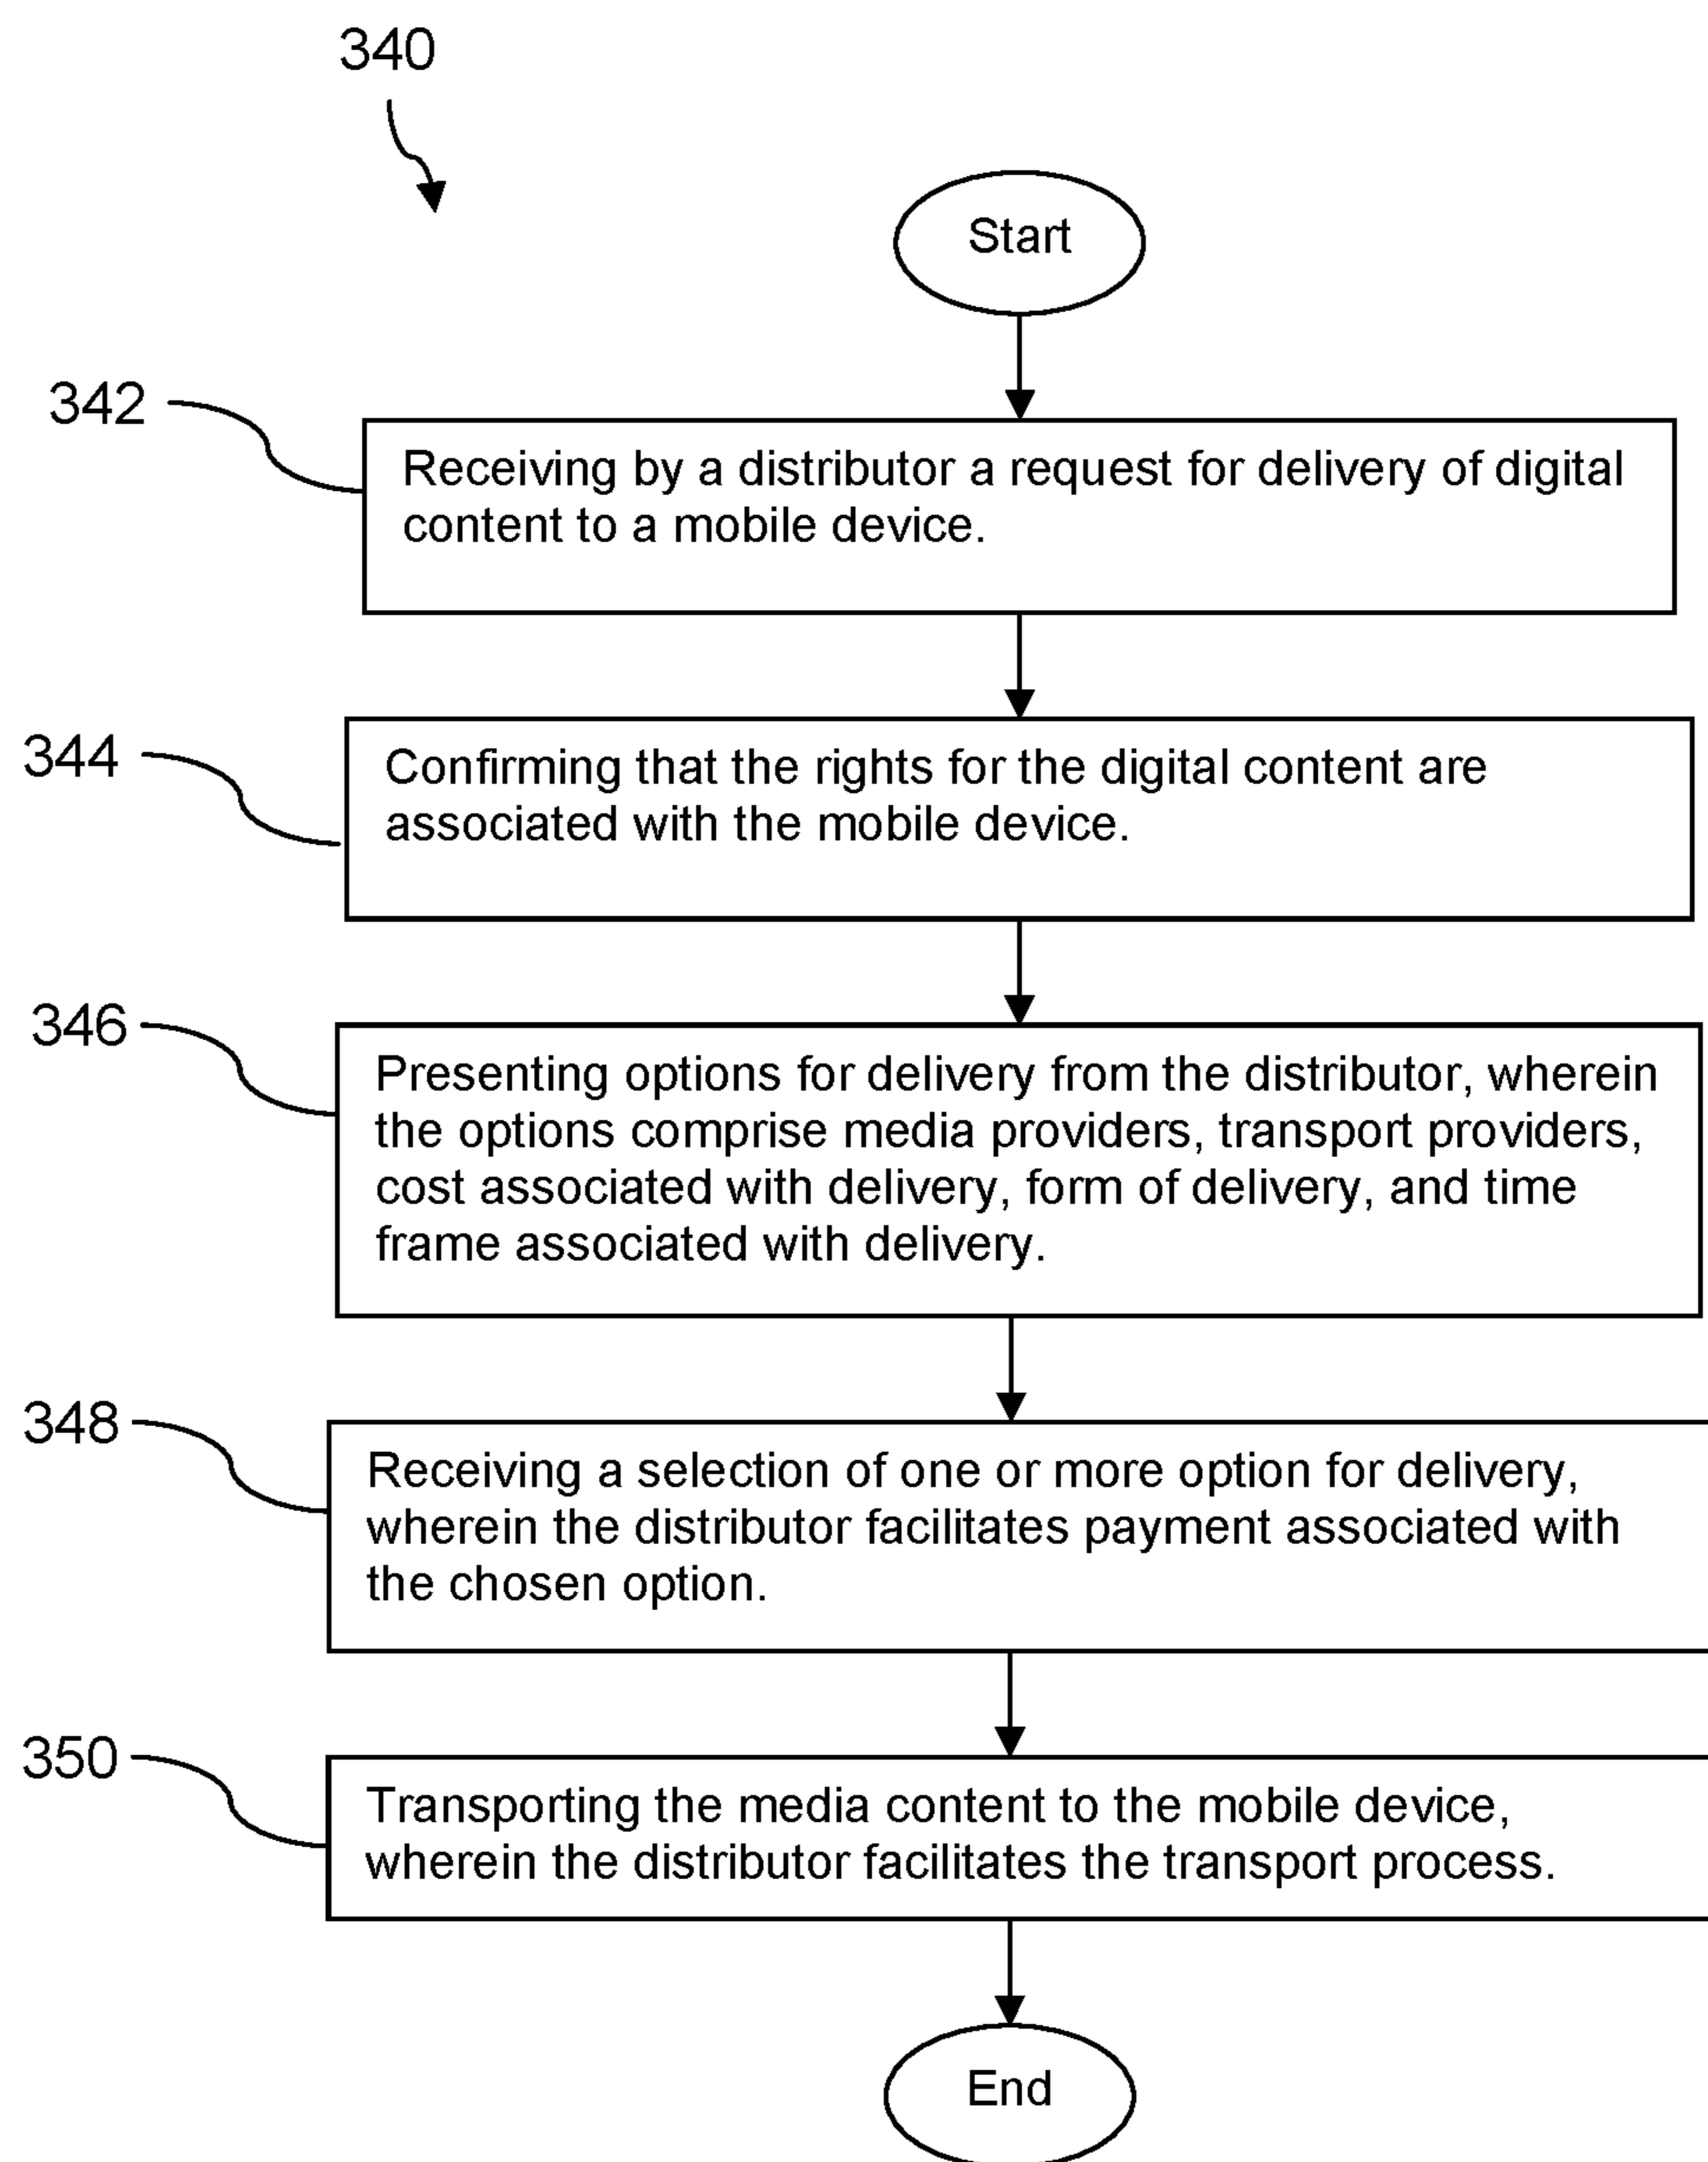 340
Start
342
Receiving by a distributor a request for delivery of digital
content to a mobile device.
344
Confirming that the rights for the digital content are
associated with the mobile device.
346
Presenting options for delivery from the distributor, wherein
the options comprise media providers, transport providers,
cost associated with delivery, form of delivery, and time
frame associated with delivery.
348
Receiving a selection of one or more option for delivery,
wherein the distributor facilitates payment associated with
the chosen option.
350
Transporting the media content to the mobile device,
wherein the distributor facilitates the transport process.
End